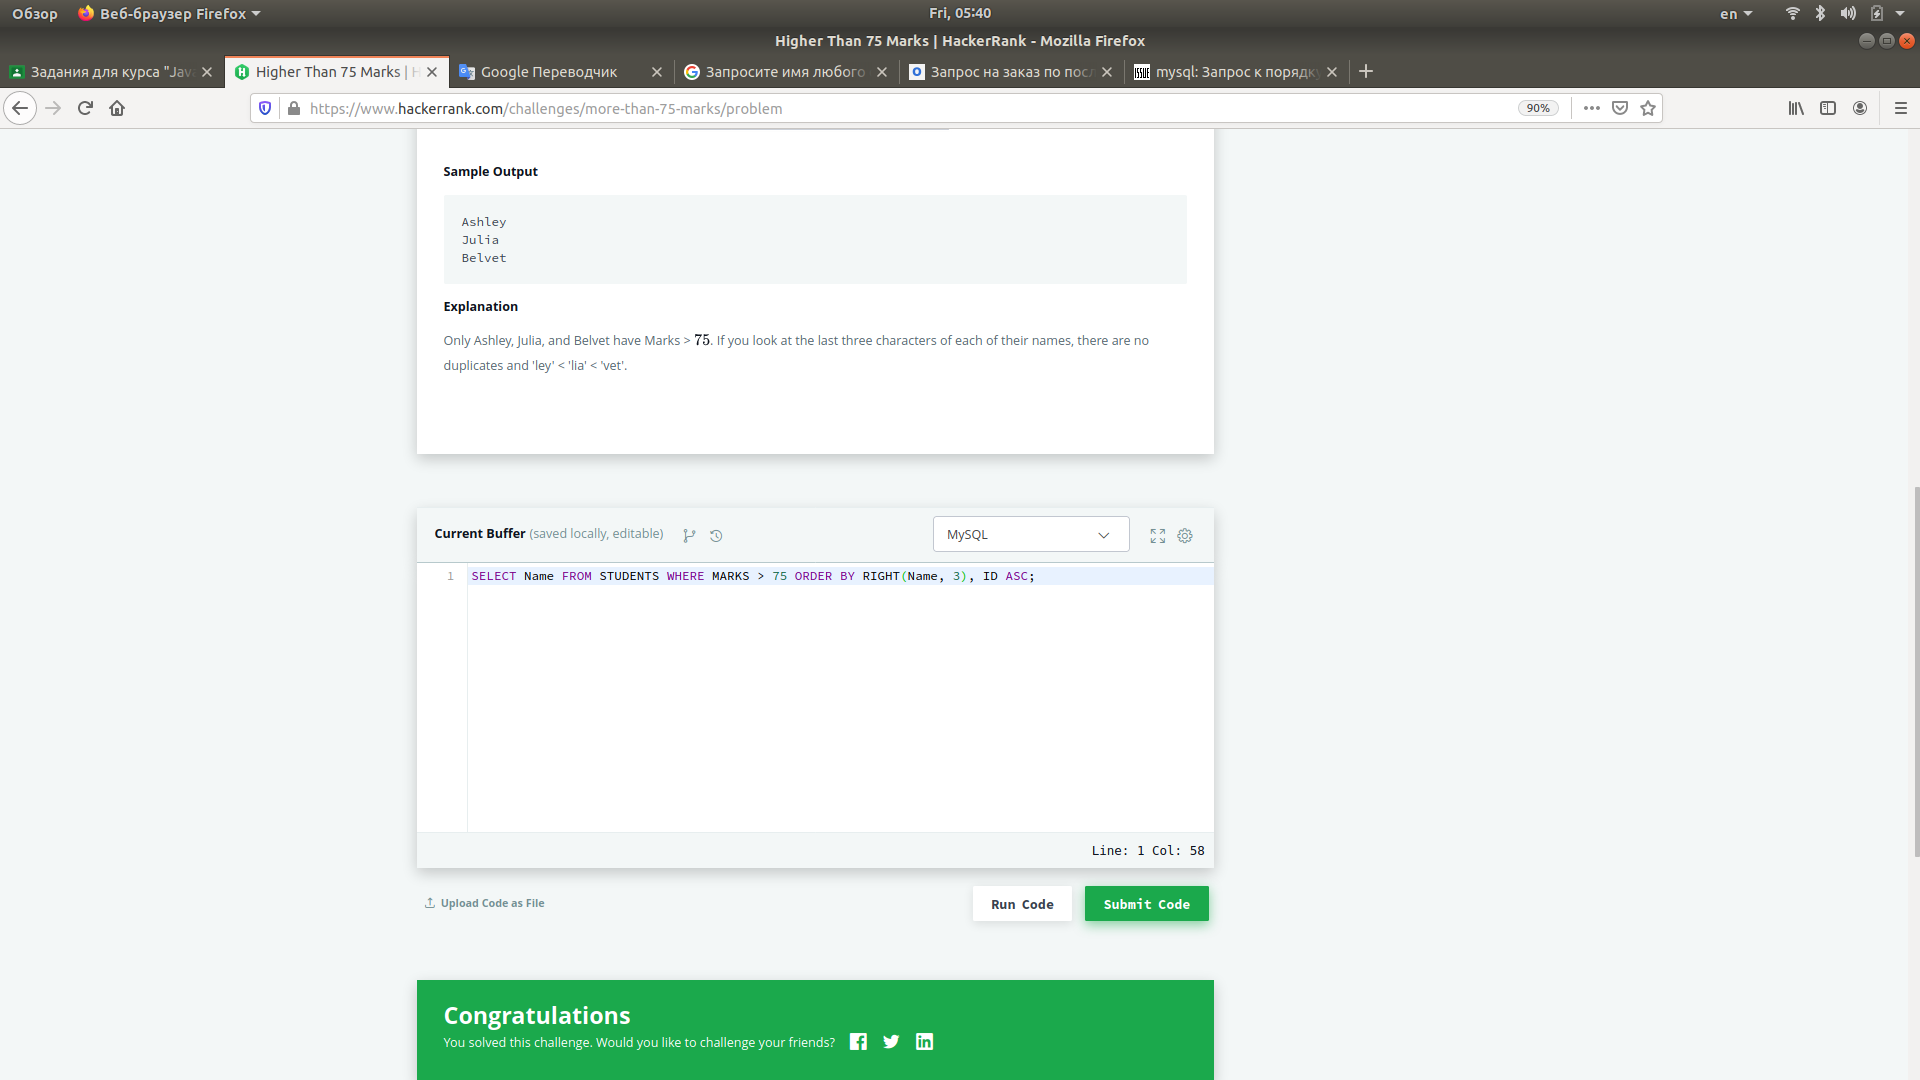 Обзор Веб-браузер Firefox Fri, 05:40 en
Higher Than 75 Marks | HackerRank - Mozilla Firefox
Задания для курса "Java Higher Than 75 Marks | H Google Переводчик Запросите имя любого Запрос на заказ по посл ISSUE mysql: Запрос к порядку
https://www.hackerrank.com/challenges/more-than-75-marks/problem 90%
Sample Output
Ashley
Julia
Belvet
Explanation
Only Ashley, Julia, and Belvet have Marks > 75. If you look at the last three characters of each of their names, there are no
duplicates and 'ley' < 'lia' < 'vet'.
Current Buffer (saved locally, editable) MySQL
1 SELECT Name FROM STUDENTS WHERE MARKS > 75 ORDER BY RIGHT(Name, 3), ID ASC;
Line: 1 Col: 58
Upload Code as File Run Code Submit Code
Congratulations
You solved this challenge. Would you like to challenge your friends?